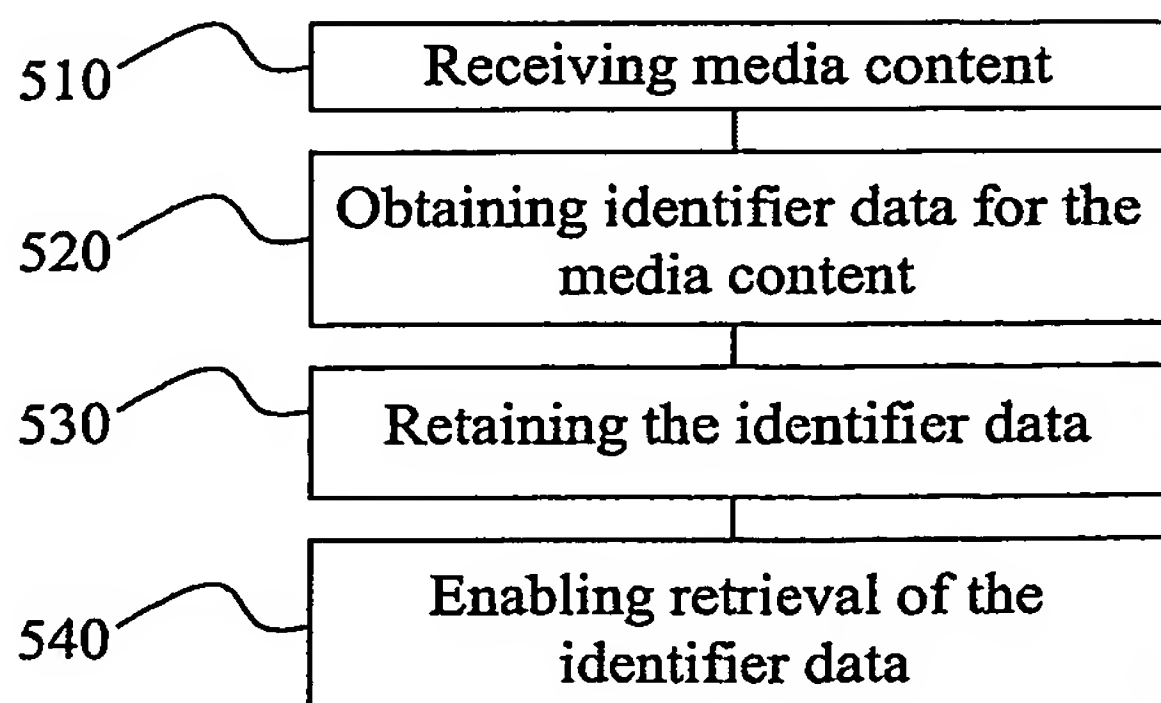 510
Receiving media content
520
Obtaining identifier data for the
media content
530
Retaining the identifier data
540
Enabling retrieval of the
identifier data